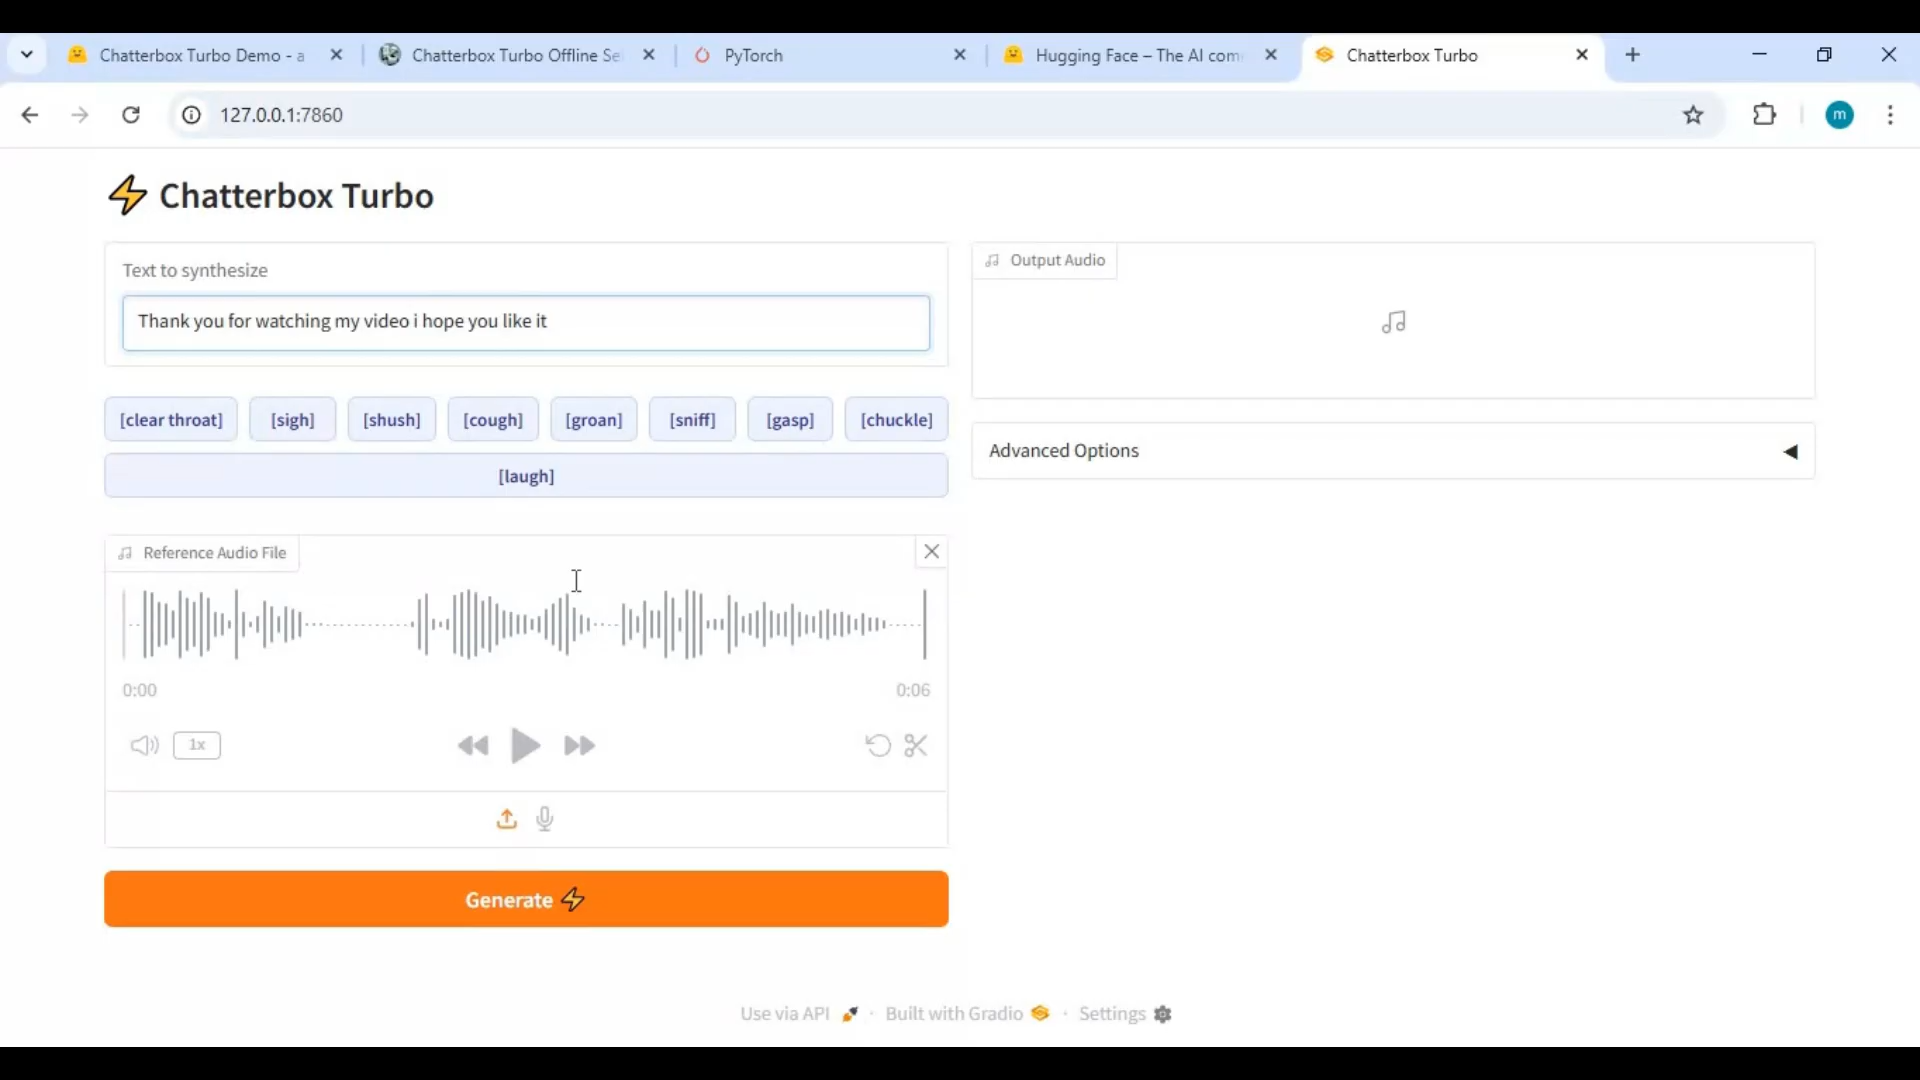 Chatterbox Turbo Demo - a
Chatterbox Turbo Offline Se
PyTorch
Hugging Face – The AI com
Chatterbox Turbo
127.0.0.1:7860
m
Chatterbox Turbo
Text to synthesize
Thank you for watching my video i hope you like it
[clear throat] [sigh] [shush] [cough] [groan] [sniff] [gasp] [chuckle]
[laugh]
Reference Audio File
0:00 0:06
1x
Generate
Output Audio
Advanced Options
Use via API · Built with Gradio · Settings